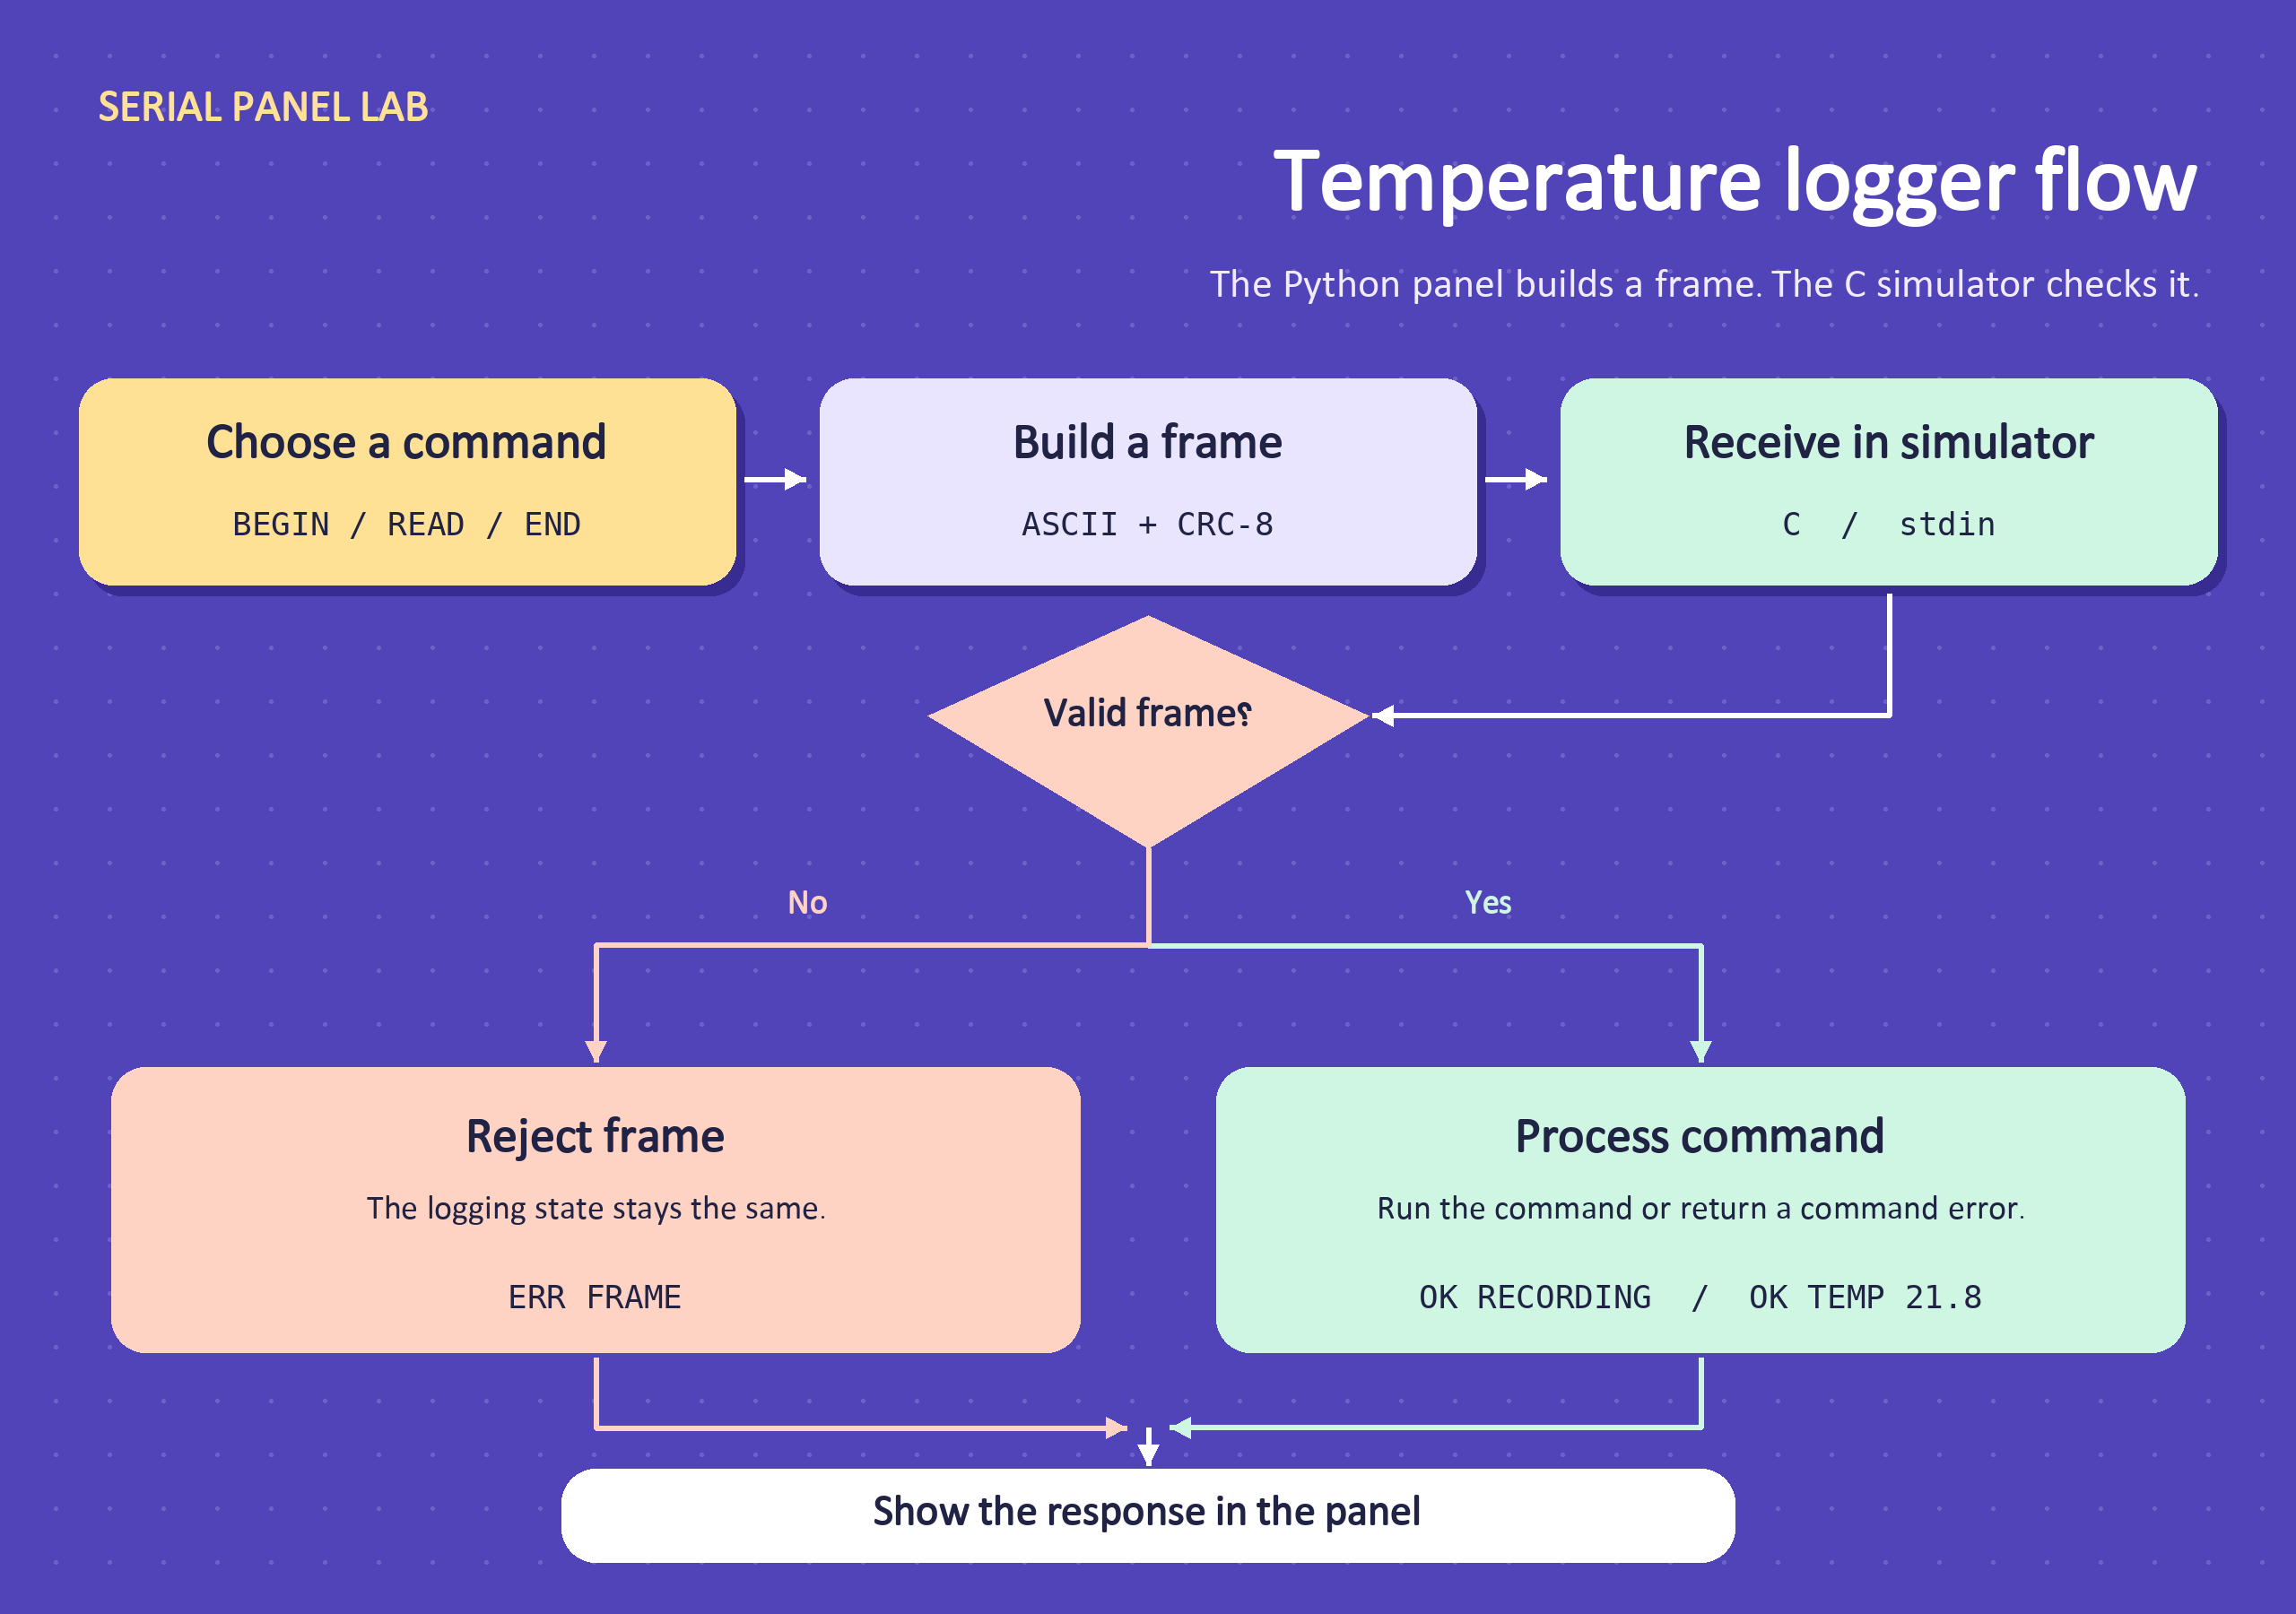 SERIAL PANEL LAB
Temperature logger flow
The Python panel builds a frame. The C simulator checks it.
Choose a command
BEGIN / READ / END
Build a frame
ASCII + CRC-8
Receive in simulator
C / stdin
Valid frame؟
No
Yes
Reject frame
The logging state stays the same.
ERR FRAME
Process command
Run the command or return a command error.
OK RECORDING / OK TEMP 21.8
Show the response in the panel